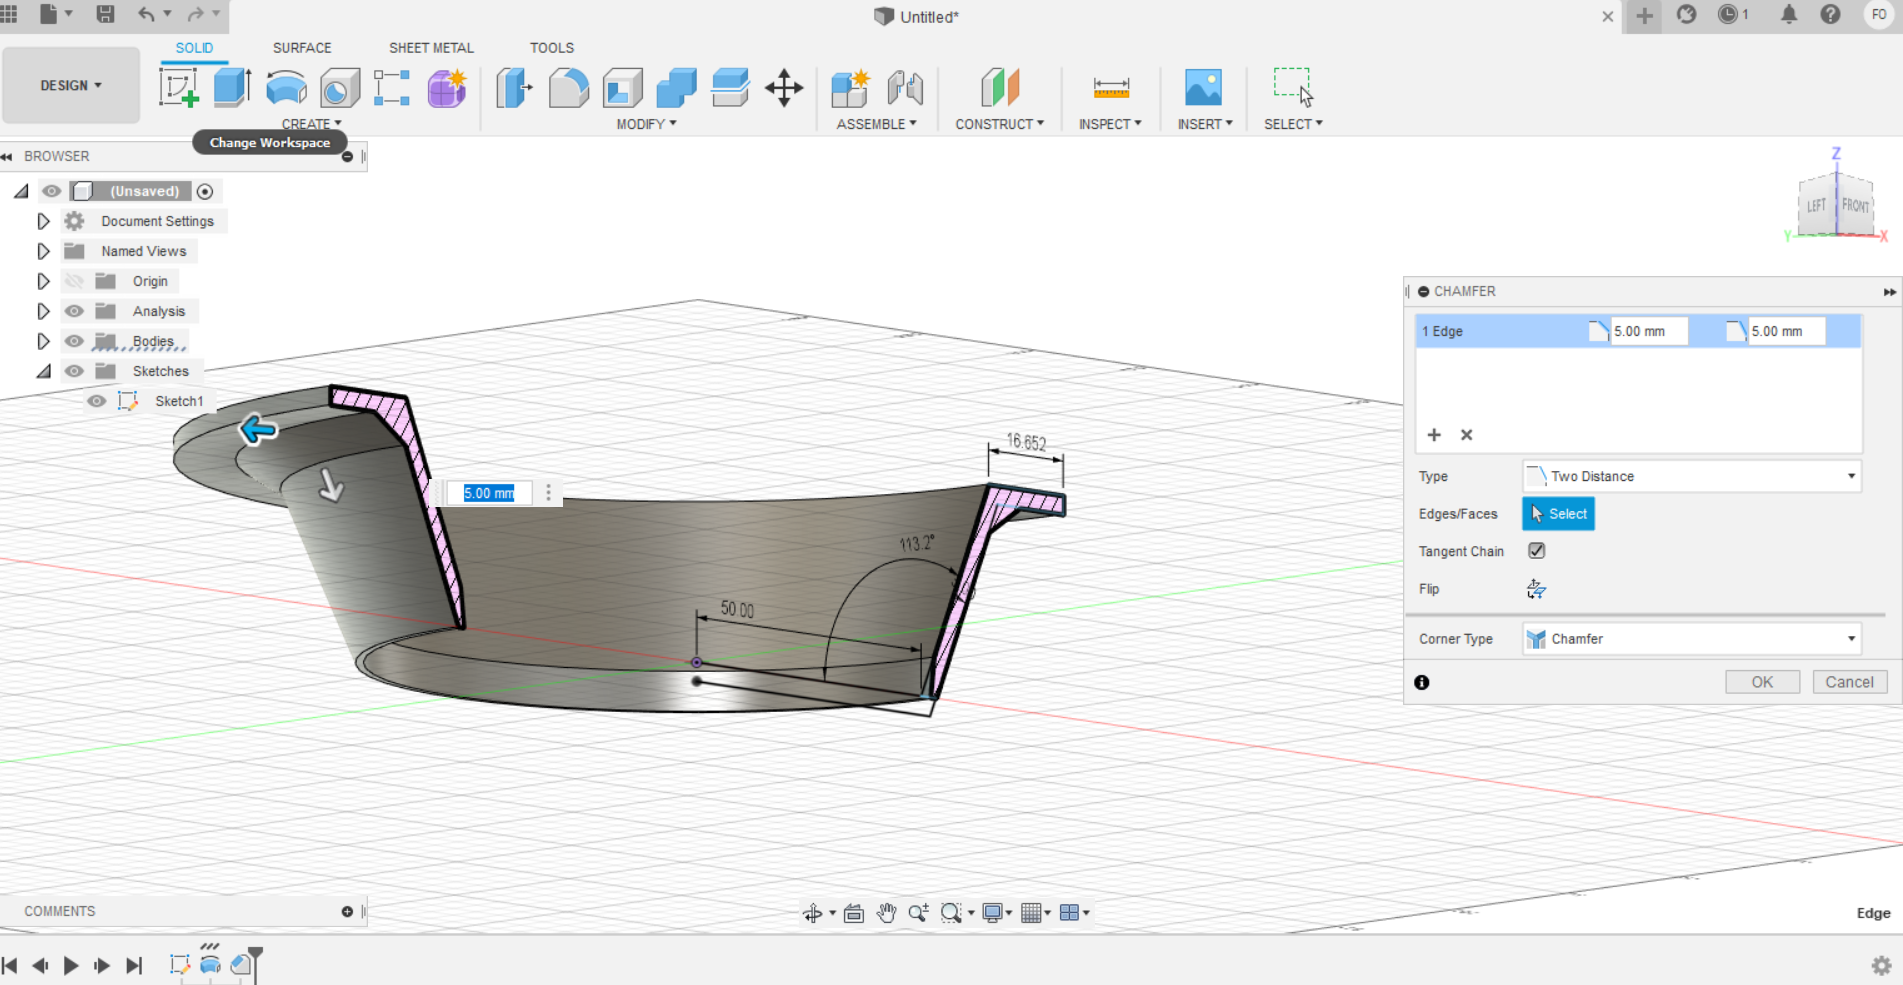 Untitled*
1
FO
SOLID
SURFACE
SHEET METAL
TOOLS
DESIGN
CREATE
MODIFY
ASSEMBLE
CONSTRUCT
INSPECT
INSERT
SELECT
Change Workspace
BROWSER
(Unsaved)
Document Settings
Named Views
Origin
Analysis
Bodies
Sketches
Sketch1
Z
LEFT
FRONT
Y
X
CHAMFER
1 Edge
5.00 mm
5.00 mm
Type
Two Distance
Edges/Faces
Select
Tangent Chain
Flip
Corner Type
Chamfer
OK
Cancel
16.652
5.00 mm
113.2°
50.00
COMMENTS
Edge